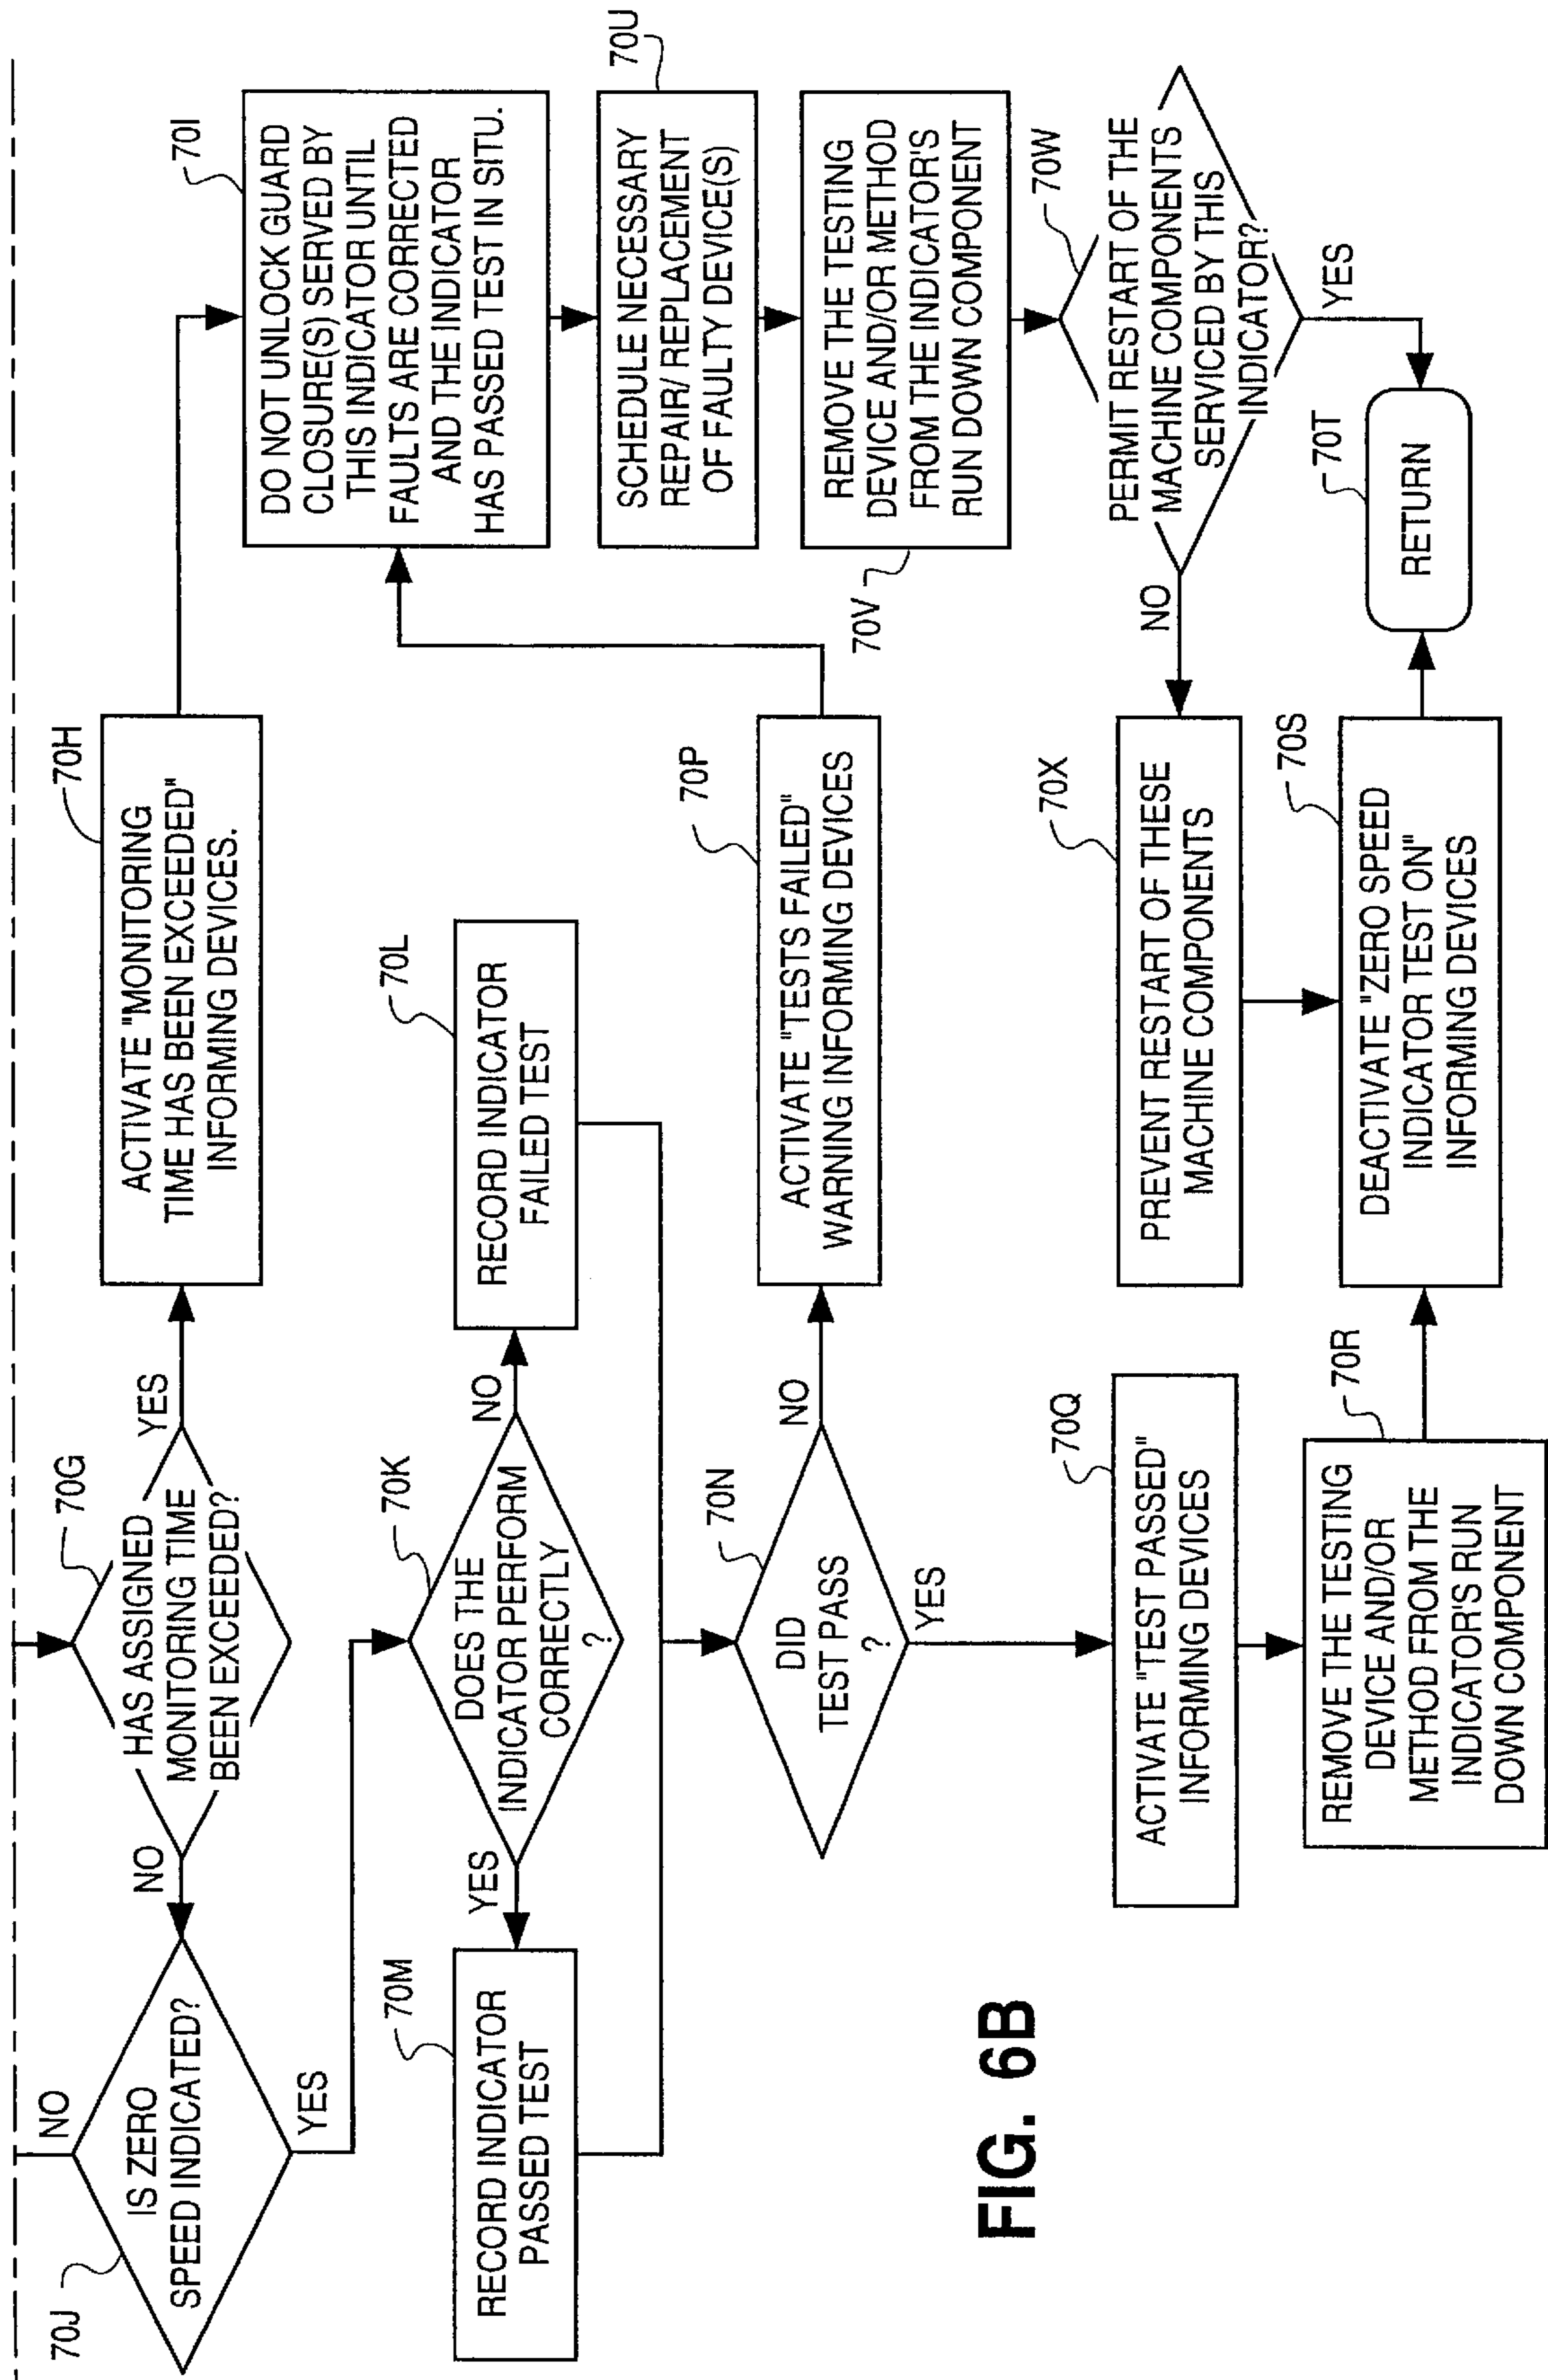 70G
HAS ASSIGNED
MONITORING TIME
BEEN EXCEEDED?
YES
NO
70H
ACTIVATE "MONITORING
TIME HAS BEEN EXCEEDED"
INFORMING DEVICES.
70I
DO NOT UNLOCK GUARD
CLOSURE(S) SERVED BY
THIS INDICATOR UNTIL
FAULTS ARE CORRECTED
AND THE INDICATOR
HAS PASSED TEST IN SITU.
70J
NO
IS ZERO
SPEED INDICATED?
YES
70K
DOES THE
INDICATOR PERFORM
CORRECTLY
?
NO
YES
70L
RECORD INDICATOR
FAILED TEST
70M
RECORD INDICATOR
PASSED TEST
70N
DID
TEST PASS
?
NO
YES
70P
ACTIVATE "TESTS FAILED"
WARNING INFORMING DEVICES
70U
SCHEDULE NECESSARY
REPAIR/ REPLACEMENT
OF FAULTY DEVICE(S)
70V
REMOVE THE TESTING
DEVICE AND/OR METHOD
FROM THE INDICATOR'S
RUN DOWN COMPONENT
70W
PERMIT RESTART OF THE
MACHINE COMPONENTS
SERVICED BY THIS
INDICATOR?
NO
YES
70Q
ACTIVATE "TEST PASSED"
INFORMING DEVICES
70X
PREVENT RESTART OF THESE
MACHINE COMPONENTS
70R
REMOVE THE TESTING
DEVICE AND/OR
METHOD FROM THE
INDICATOR'S RUN
DOWN COMPONENT
70S
DEACTIVATE "ZERO SPEED
INDICATOR TEST ON"
INFORMING DEVICES
70T
RETURN
FIG. 6B